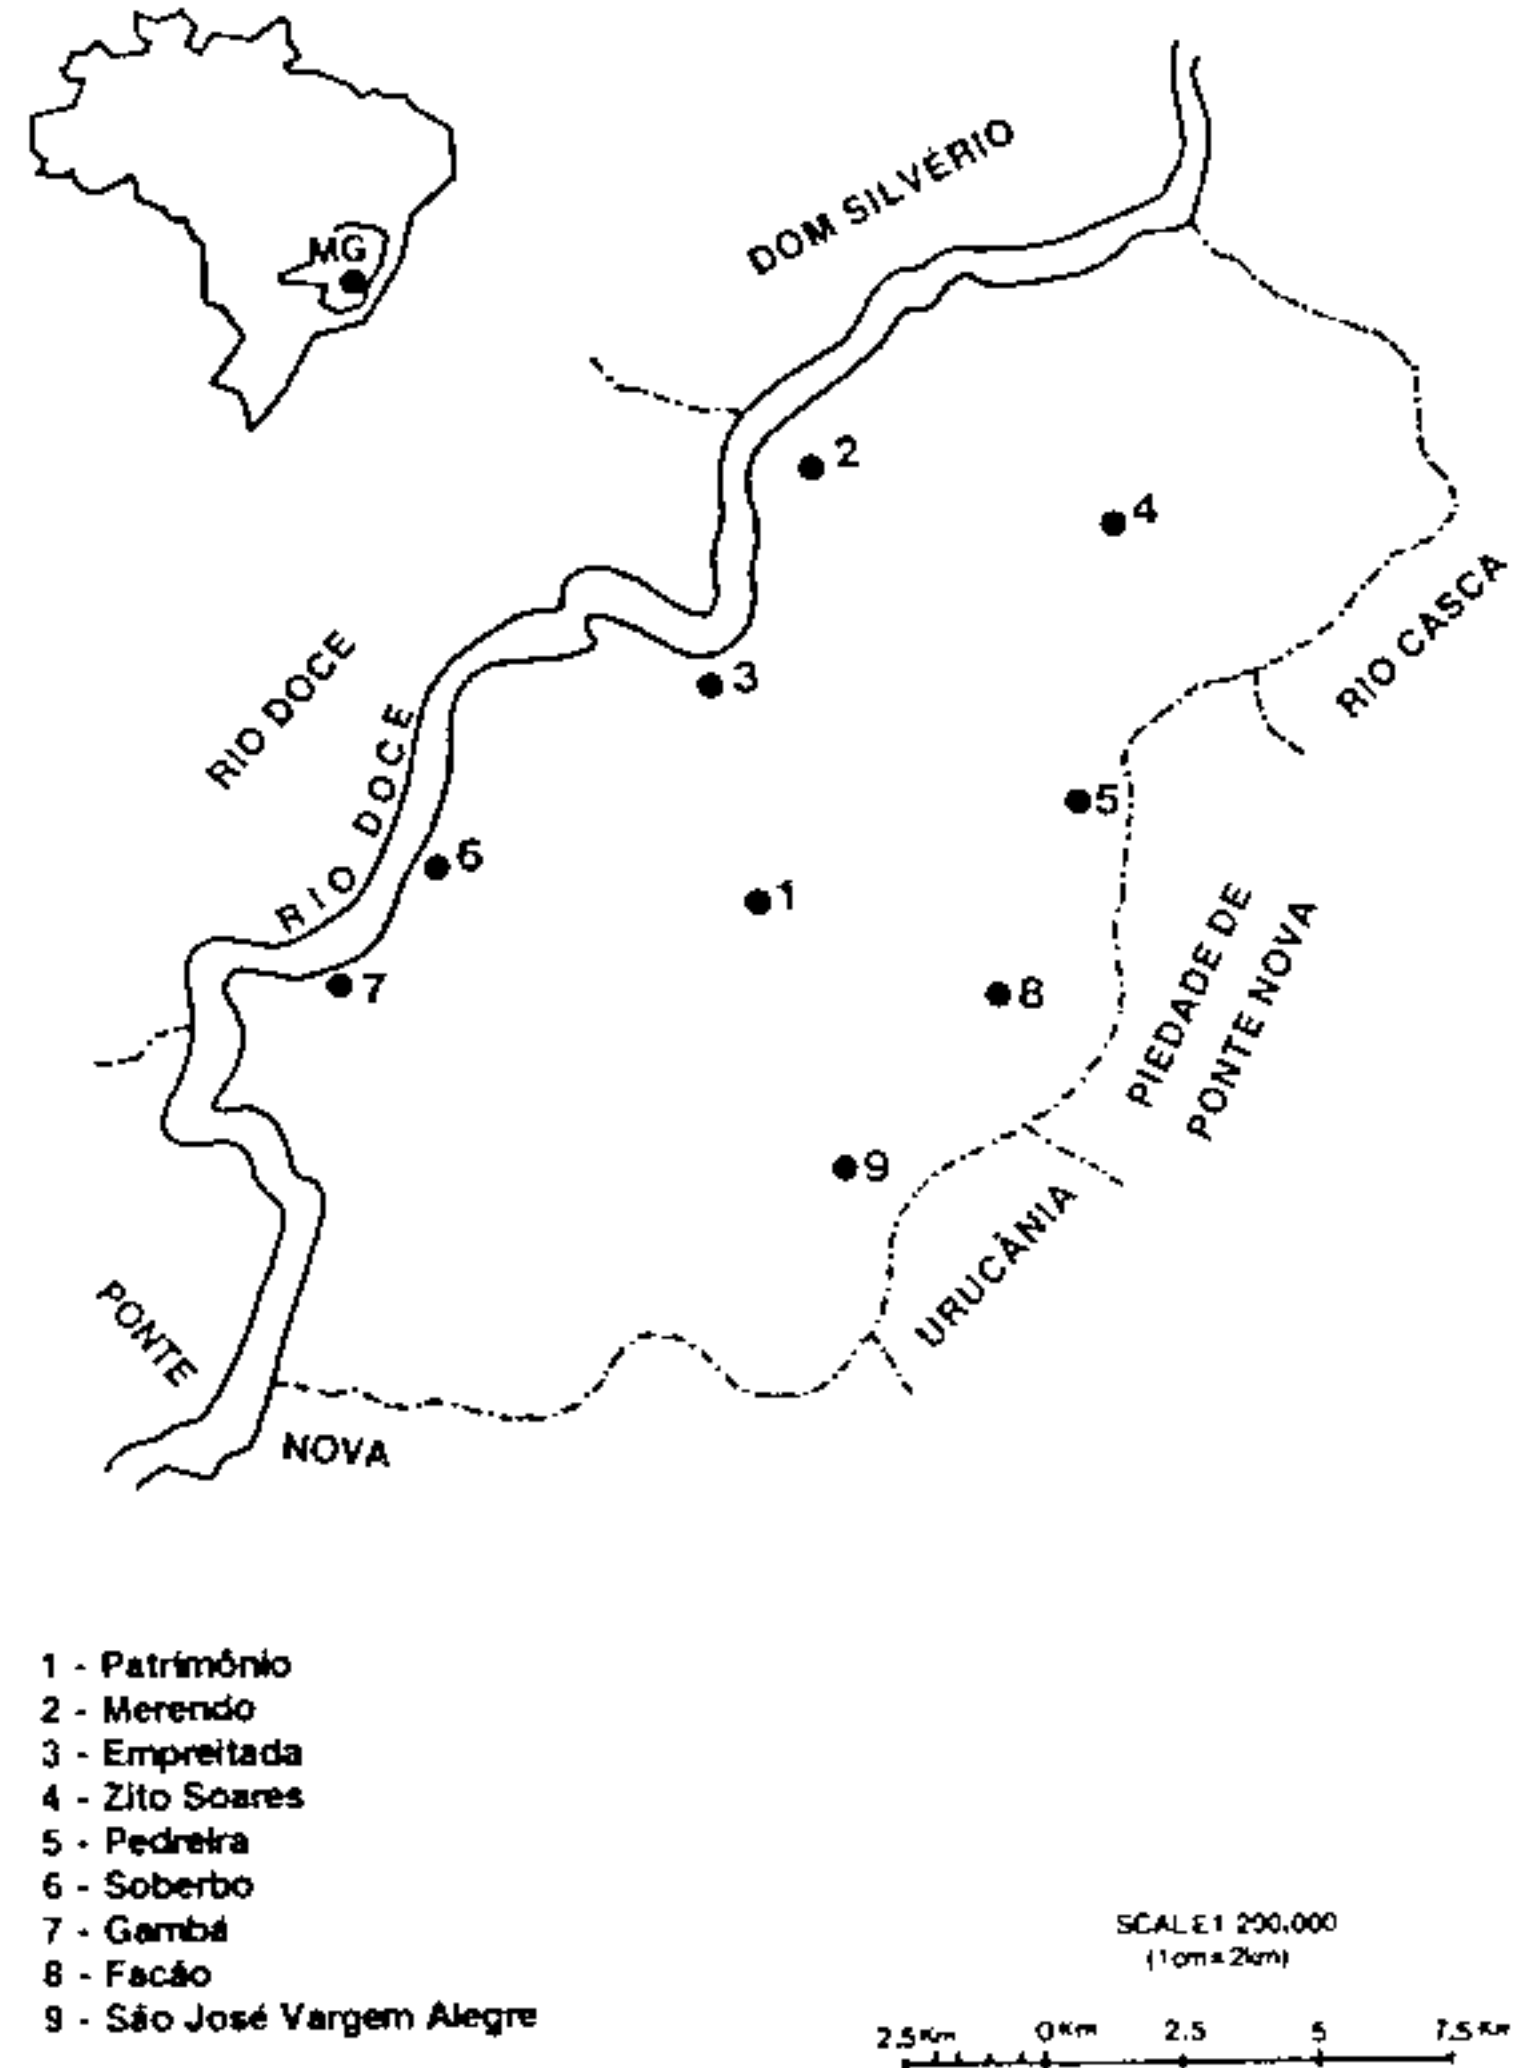 MG
DOM SILVÉRIO
2
4
RIO CASCA
3
RIO DOCE
RIO DOCE
5
6
1
7
8
PIEDADE DE
PONTE NOVA
9
URUCÂNIA
PONTE
NOVA
1 - Patrimônio
2 - Merendo
3 - Empreitada
4 - Zito Soares
5 - Pedreira
6 - Soberbo
7 - Gambá
8 - Facão
9 - São José Vargem Alegre
SCALE 1 200.000
(1cm = 2km)
2.5 Km 0 Km 2.5 5 7.5 Km